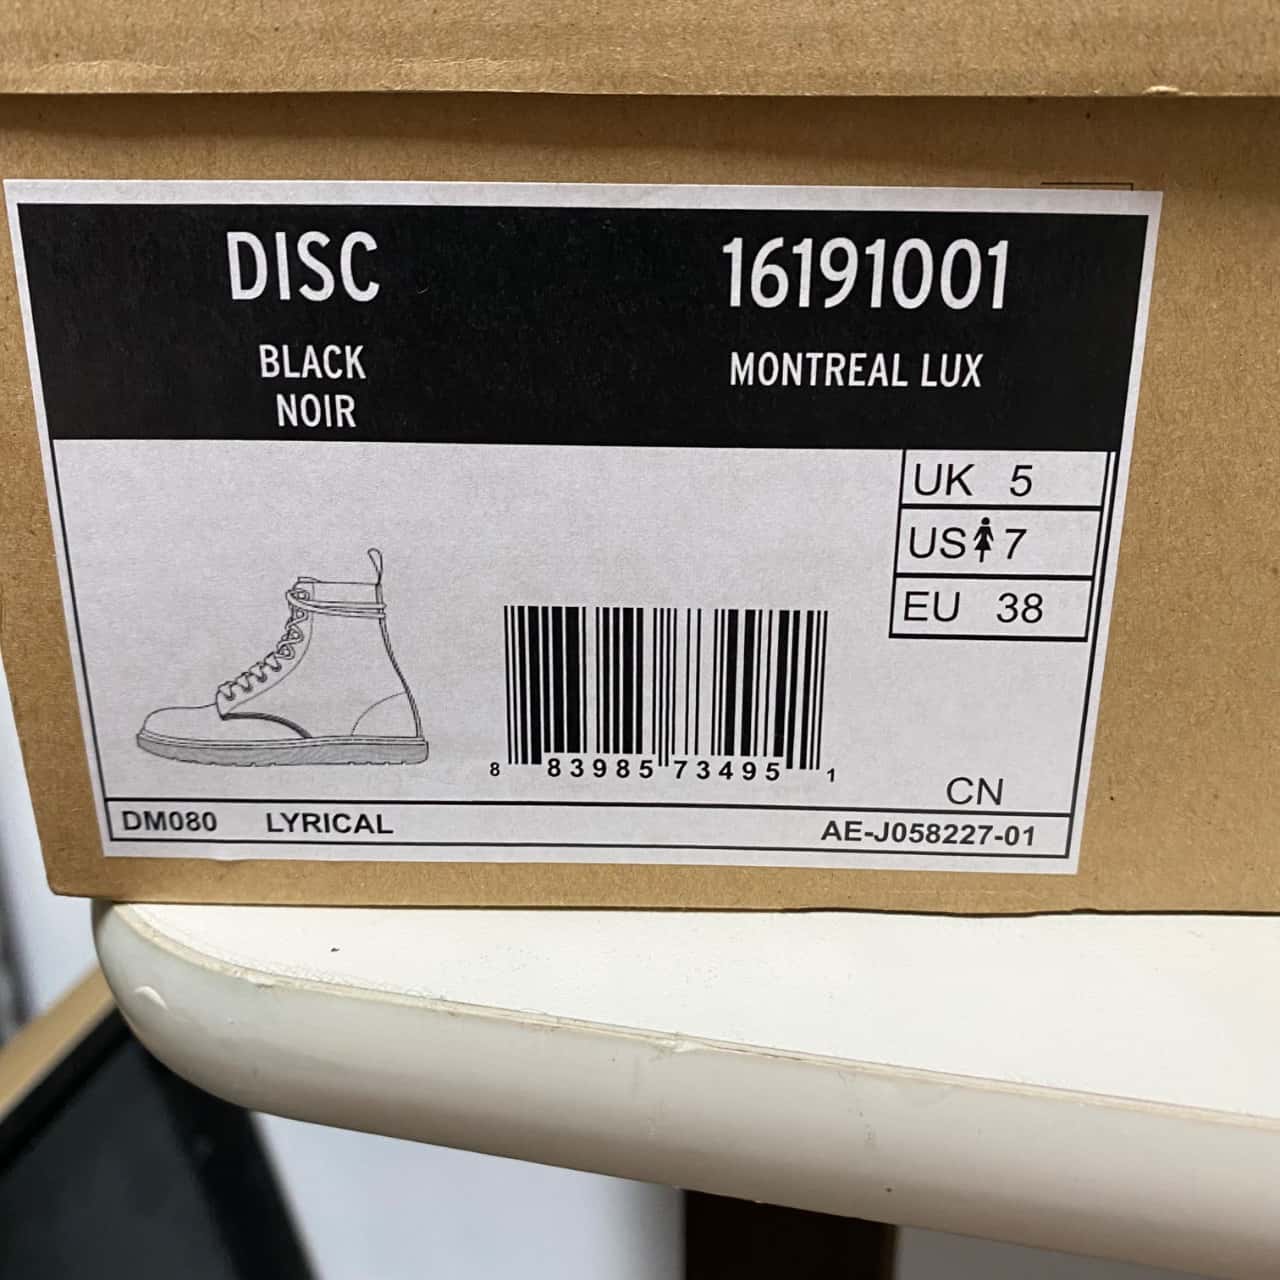 DISC
16191001
BLACK
NOIR
MONTREAL LUX
UK 5
US 7
EU 38
8 83985 73495 1
CN
DM080 LYRICAL
AE-J058227-01